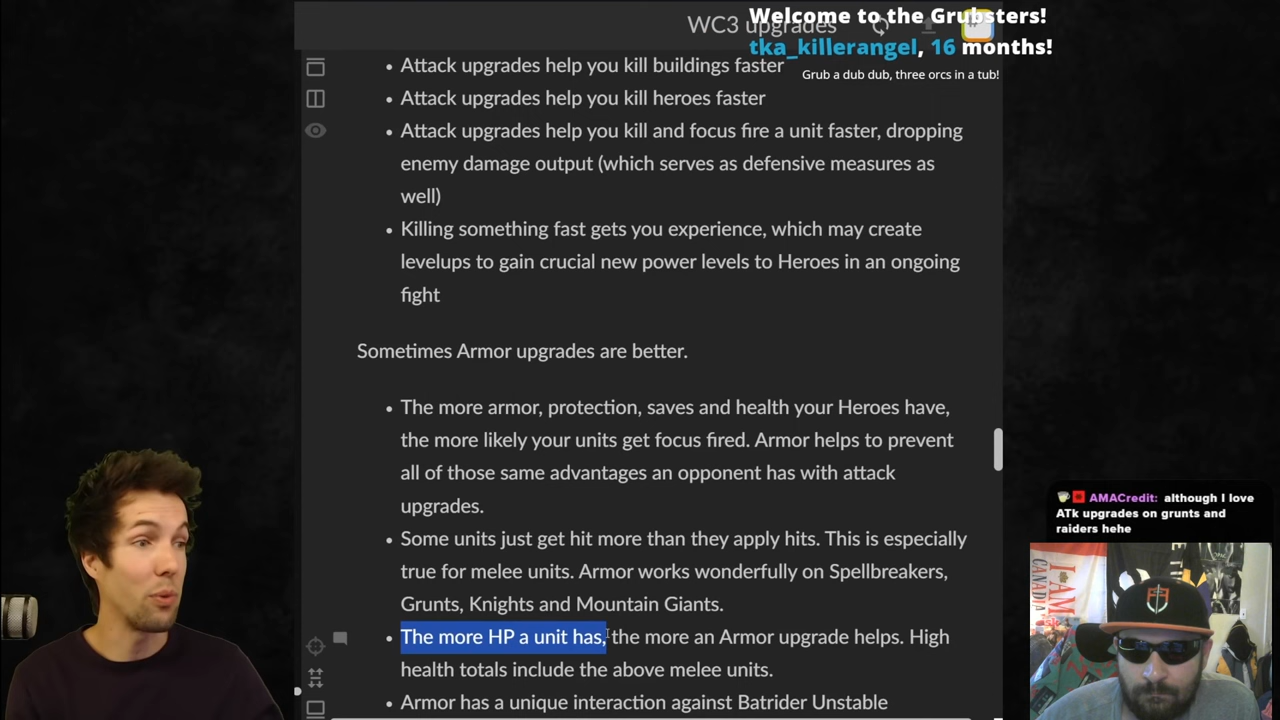 WC3 upgrades
Welcome to the Grubsters!
tka_killerangel, 16 months!
Grub a dub dub, three orcs in a tub!
• Attack upgrades help you kill buildings faster
• Attack upgrades help you kill heroes faster
• Attack upgrades help you kill and focus fire a unit faster, dropping
enemy damage output (which serves as defensive measures as
well)
• Killing something fast gets you experience, which may create
levelups to gain crucial new power levels to Heroes in an ongoing
fight
Sometimes Armor upgrades are better.
• The more armor, protection, saves and health your Heroes have,
the more likely your units get focus fired. Armor helps to prevent
all of those same advantages an opponent has with attack
upgrades.
• Some units just get hit more than they apply hits. This is especially
true for melee units. Armor works wonderfully on Spellbreakers,
Grunts, Knights and Mountain Giants.
• The more HP a unit has, the more an Armor upgrade helps. High
health totals include the above melee units.
• Armor has a unique interaction against Batrider Unstable
AMACredit: although I love
ATk upgrades on grunts and
raiders hehe
I AM
CANADIAN